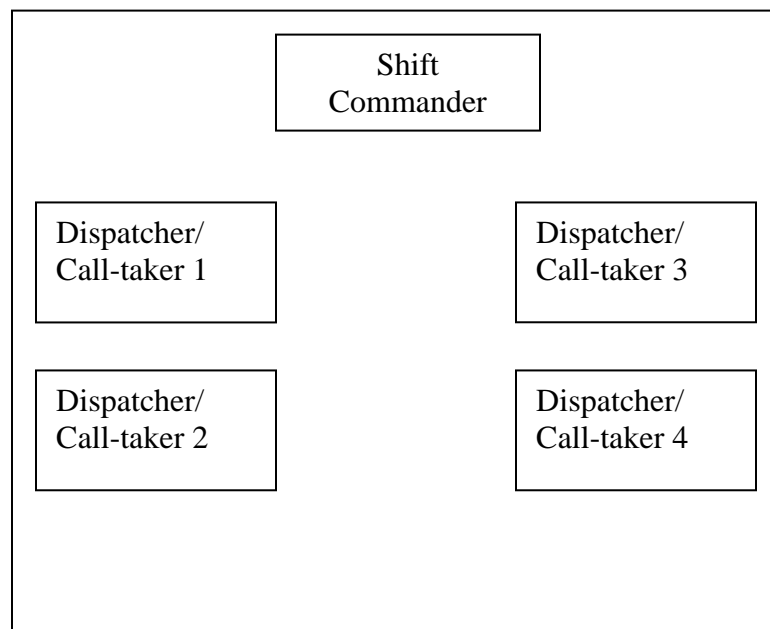 Shift
Commander
Dispatcher/
Call-taker 1
Dispatcher/
Call-taker 3
Dispatcher/
Call-taker 2
Dispatcher/
Call-taker 4